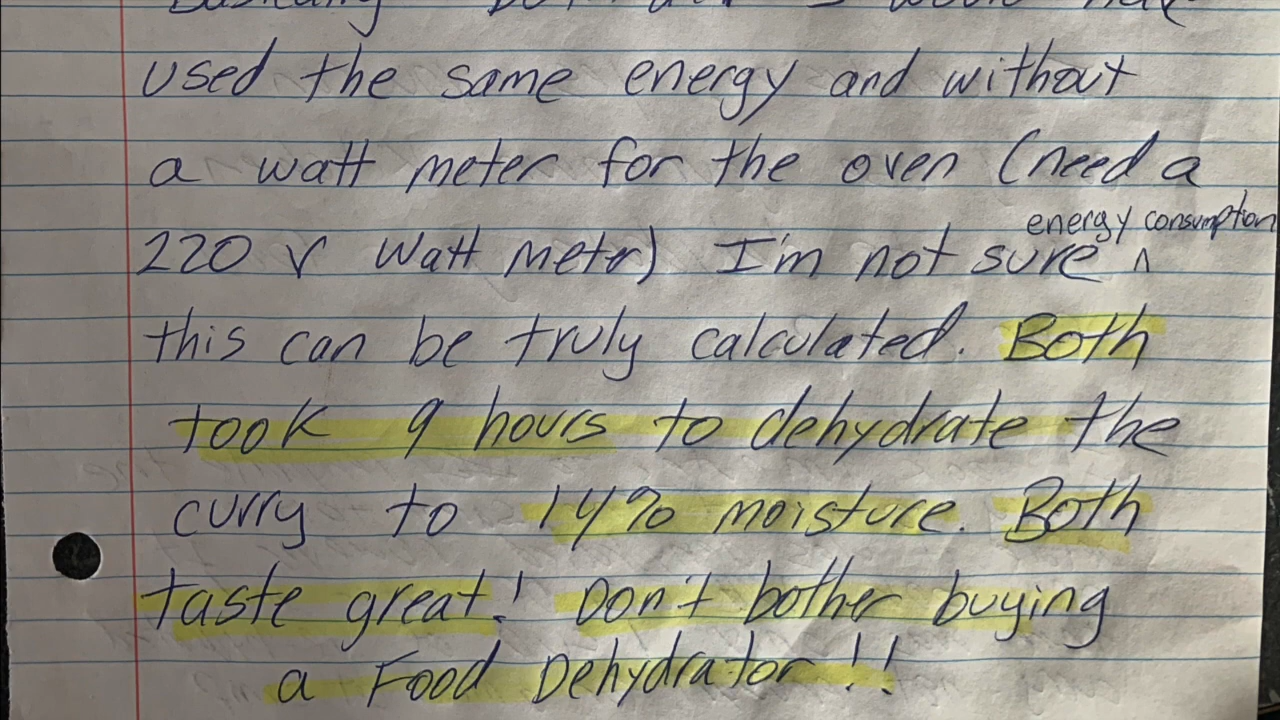 used the same energy and without
a watt meter for the oven (need a
energy consumption
220 V Watt Meter) I'm not sure ^
this can be truly calculated. Both
took 9 hours to dehydrate the
curry to 14% moisture. Both
taste great! Don't bother buying
a Food Dehydrator!!